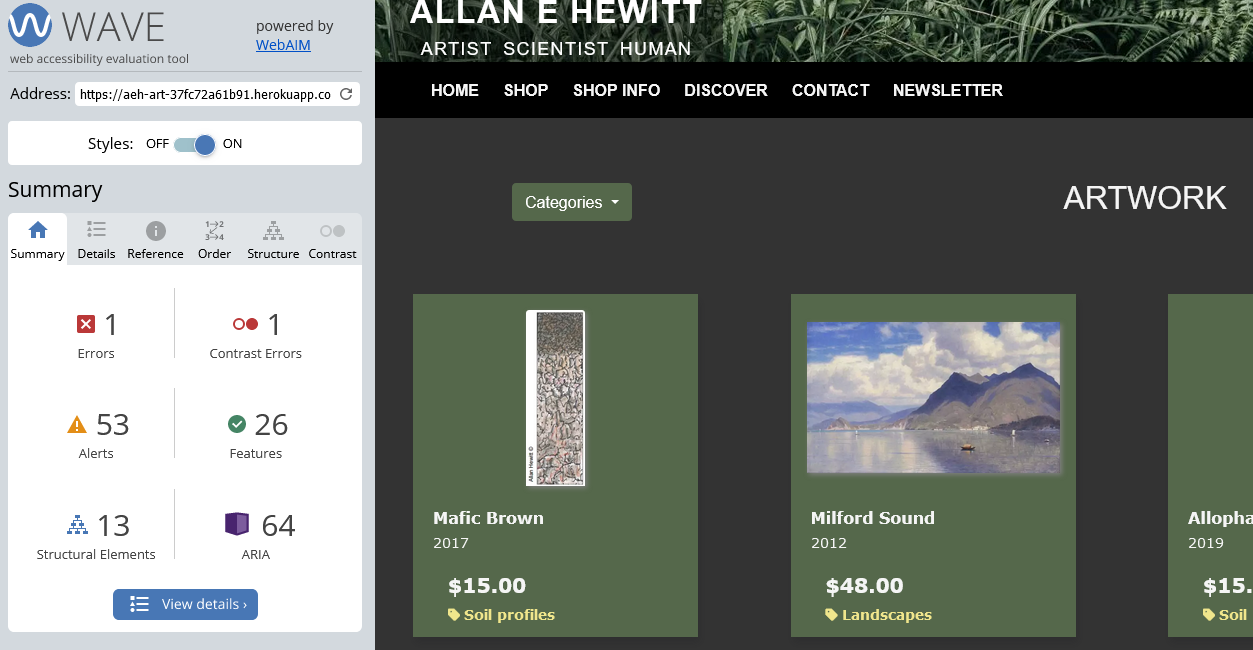 WAVE
web accessibility evaluation tool
powered by
WebAIM
Address: https://aeh-art-37fc72a61b91.herokuapp.co
Styles: OFF ON
Summary
Summary Details Reference Order Structure Contrast
1
Errors
1
Contrast Errors
53
Alerts
26
Features
13
Structural Elements
64
ARIA
View details ›
ALLAN E HEWITT
ARTIST SCIENTIST HUMAN
HOME SHOP SHOP INFO DISCOVER CONTACT NEWSLETTER
Categories
ARTWORK
Allan Hewitt ©
Mafic Brown
2017
$15.00
Soil profiles
Milford Sound
2012
$48.00
Landscapes
Allopha
2019
$15.
Soil